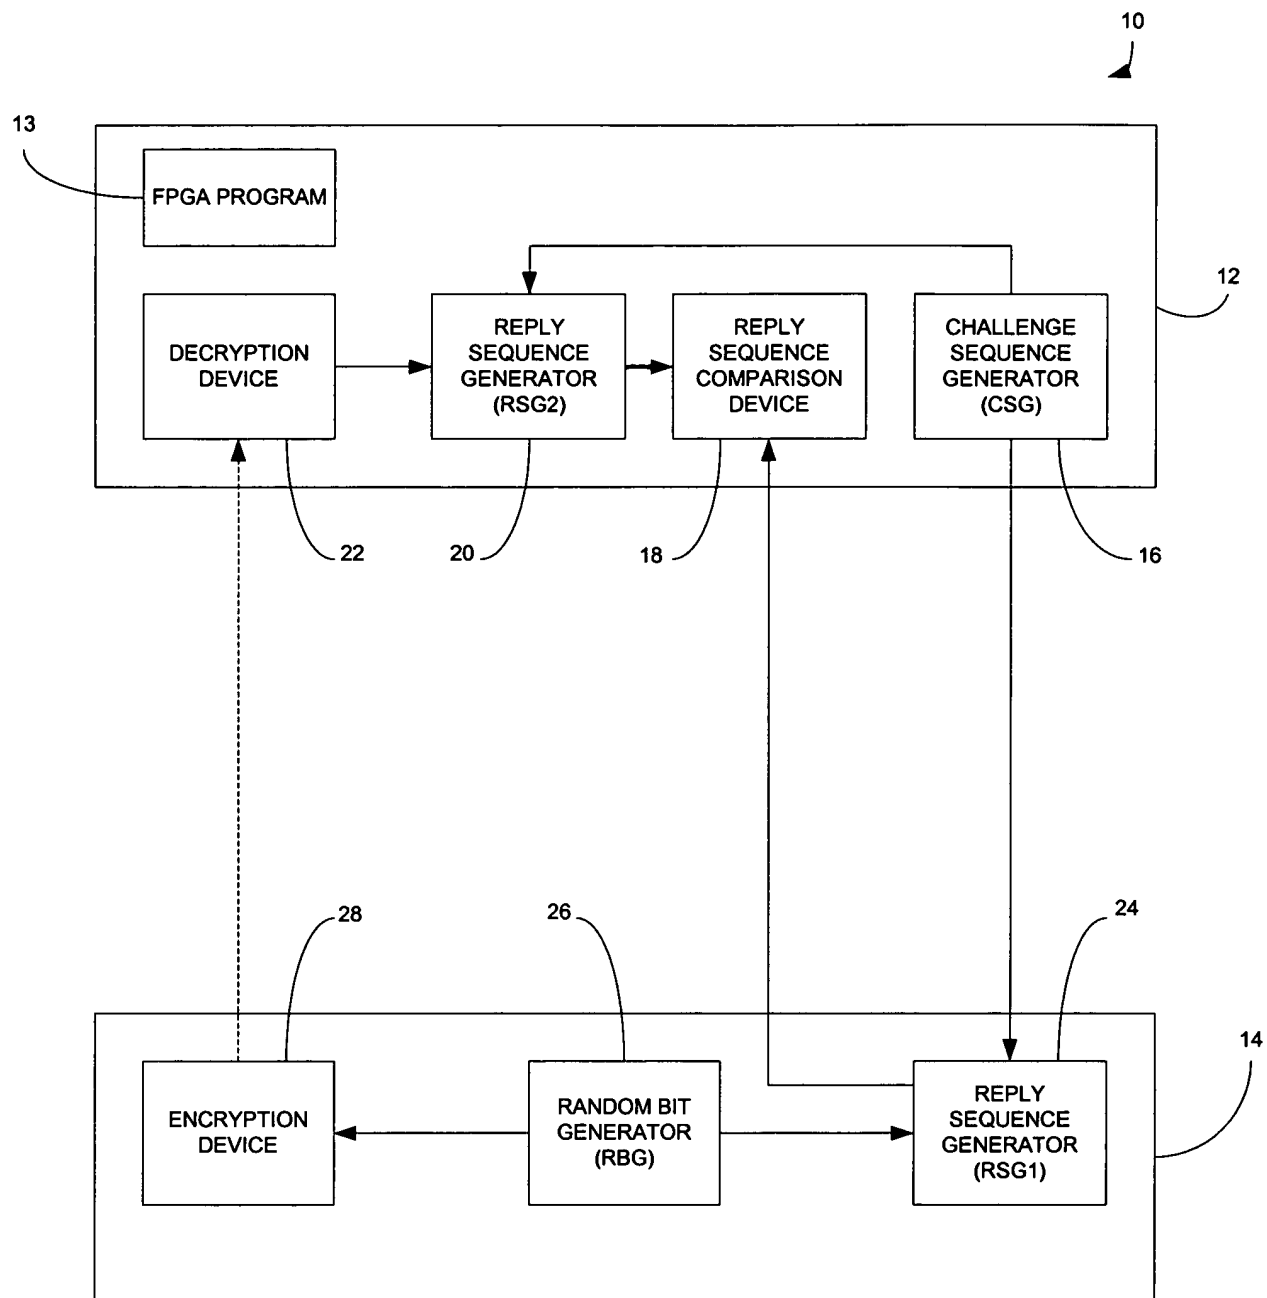 10
13
FPGA PROGRAM
12
DECRYPTION
DEVICE
REPLY
SEQUENCE
GENERATOR
(RSG2)
REPLY
SEQUENCE
COMPARISON
DEVICE
CHALLENGE
SEQUENCE
GENERATOR
(CSG)
22
20
18
16
28
26
24
14
ENCRYPTION
DEVICE
RANDOM BIT
GENERATOR
(RBG)
REPLY
SEQUENCE
GENERATOR
(RSG1)